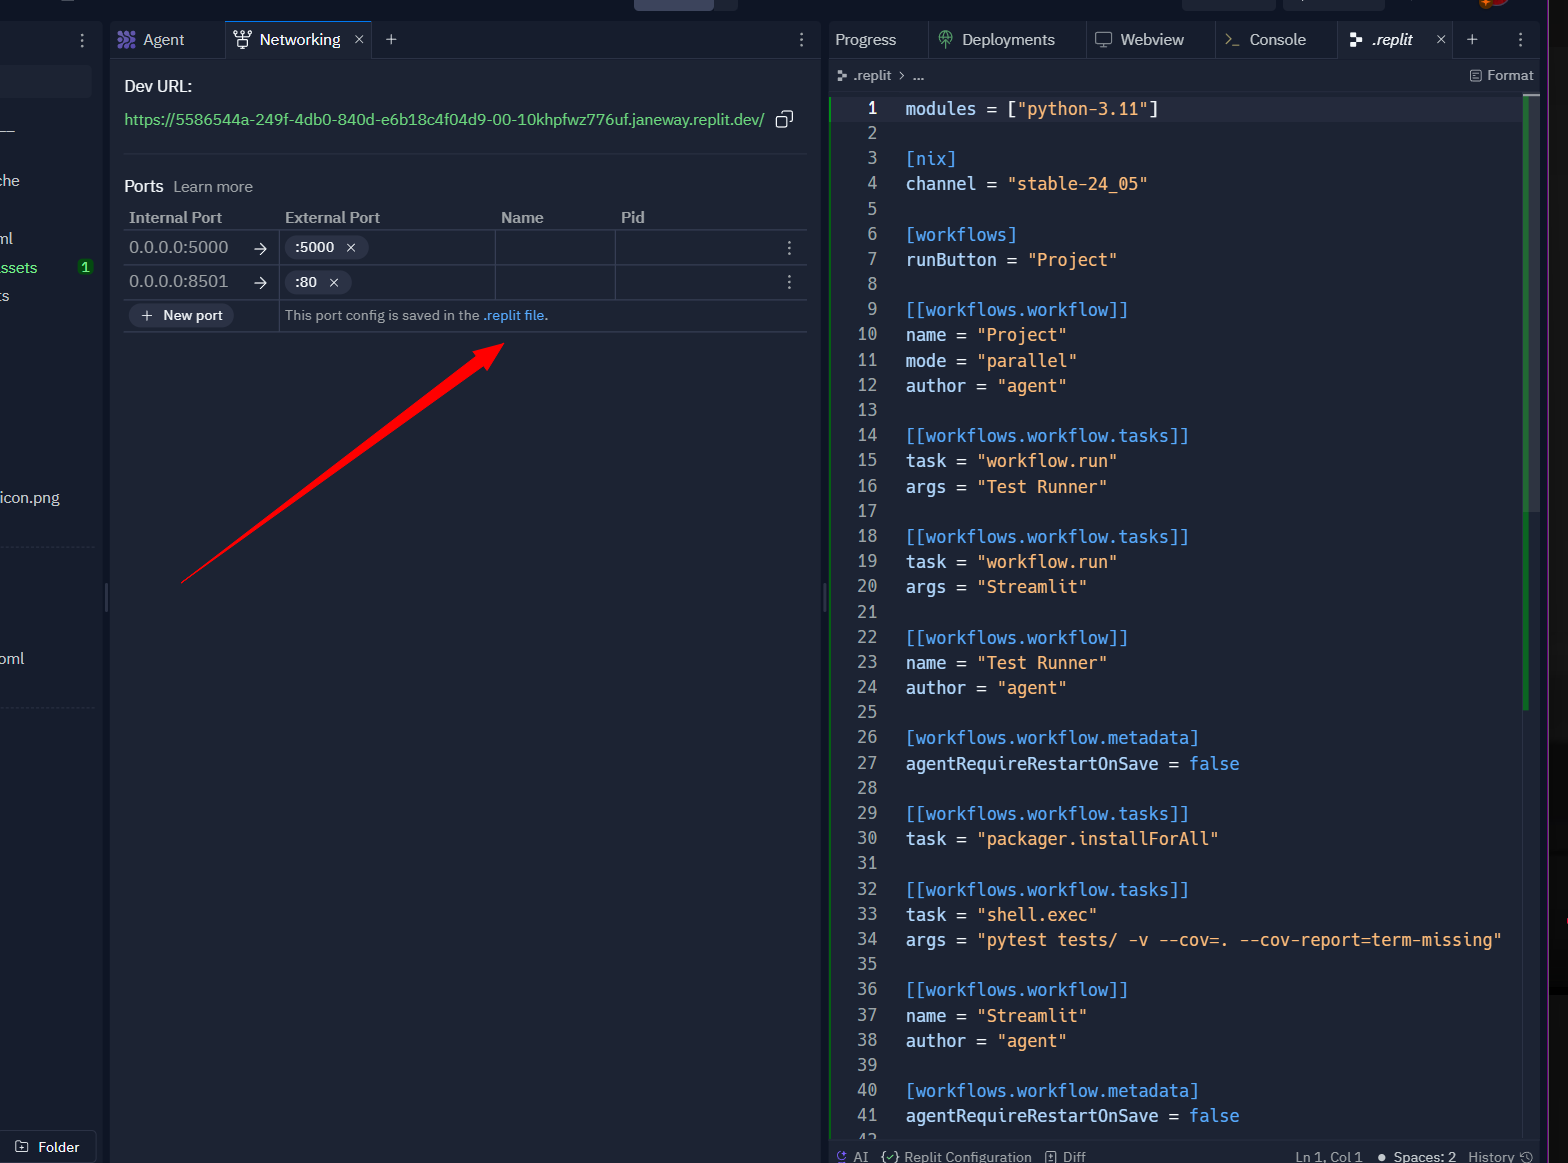 Agent
Networking
Dev URL:
https://5586544a-249f-4db0-840d-e6b18c4f04d9-00-10khpfwz776uf.janeway.replit.dev/
Ports Learn more
Internal Port External Port Name Pid
0.0.0.0:5000 → :5000 ×
0.0.0.0:8501 → :80 ×
+ New port This port config is saved in the .replit file.
che
ml
ssets 1
ts
icon.png
oml
Folder
Progress Deployments Webview Console .replit
.replit > ...
Format
1 modules = ["python-3.11"]
2
3 [nix]
4 channel = "stable-24_05"
5
6 [workflows]
7 runButton = "Project"
8
9 [[workflows.workflow]]
10 name = "Project"
11 mode = "parallel"
12 author = "agent"
13
14 [[workflows.workflow.tasks]]
15 task = "workflow.run"
16 args = "Test Runner"
17
18 [[workflows.workflow.tasks]]
19 task = "workflow.run"
20 args = "Streamlit"
21
22 [[workflows.workflow]]
23 name = "Test Runner"
24 author = "agent"
25
26 [workflows.workflow.metadata]
27 agentRequireRestartOnSave = false
28
29 [[workflows.workflow.tasks]]
30 task = "packager.installForAll"
31
32 [[workflows.workflow.tasks]]
33 task = "shell.exec"
34 args = "pytest tests/ -v --cov=. --cov-report=term-missing"
35
36 [[workflows.workflow]]
37 name = "Streamlit"
38 author = "agent"
39
40 [workflows.workflow.metadata]
41 agentRequireRestartOnSave = false
42
AI Replit Configuration Diff Ln 1, Col 1 Spaces: 2 History